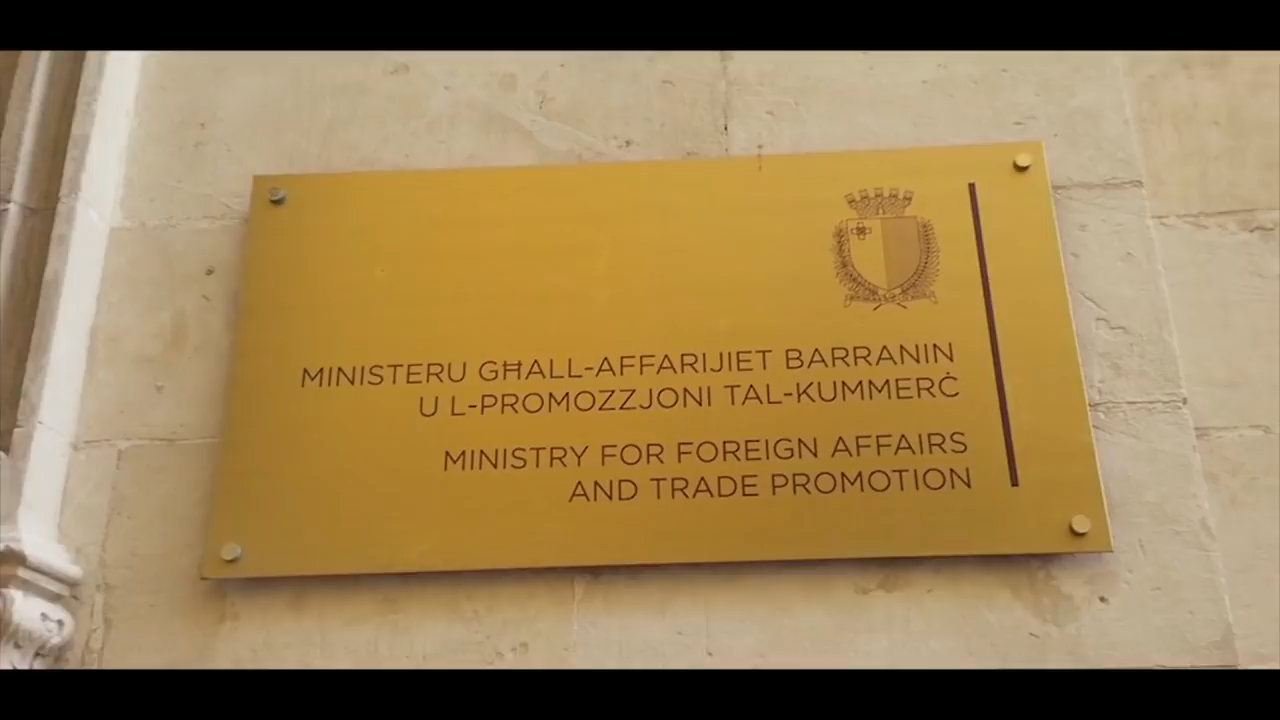 MINISTERU GĦALL-AFFARIJIET BARRANIN
U L-PROMOZZJONI TAL-KUMMERĊ
MINISTRY FOR FOREIGN AFFAIRS
AND TRADE PROMOTION